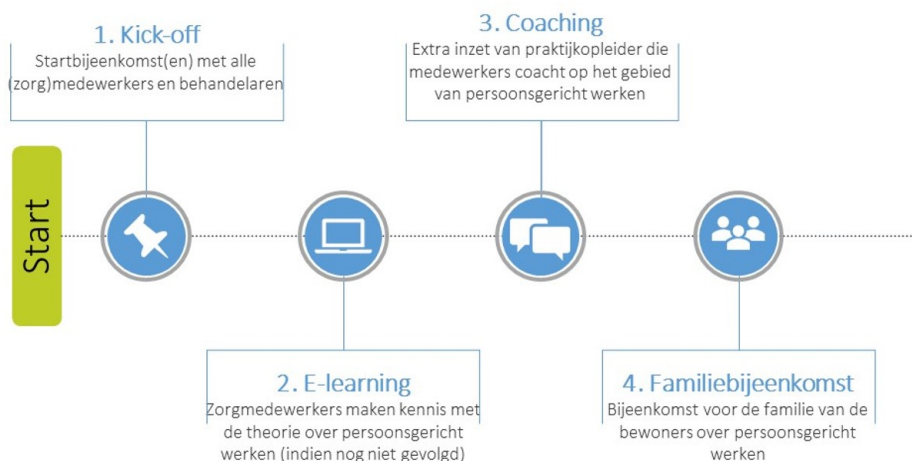 Start
1. Kick-off
Startbijeenkomst(en) met alle
(zorg)medewerkers en behandelaren
2. E-learning
Zorgmedewerkers maken kennis met
de theorie over persoonsgericht
werken (indien nog niet gevolgd)
3. Coaching
Extra inzet van praktijkopleider die
medewerkers coacht op het gebied
van persoonsgericht werken
4. Familiebijeenkomst
Bijeenkomst voor de familie van de
bewoners over persoonsgericht
werken